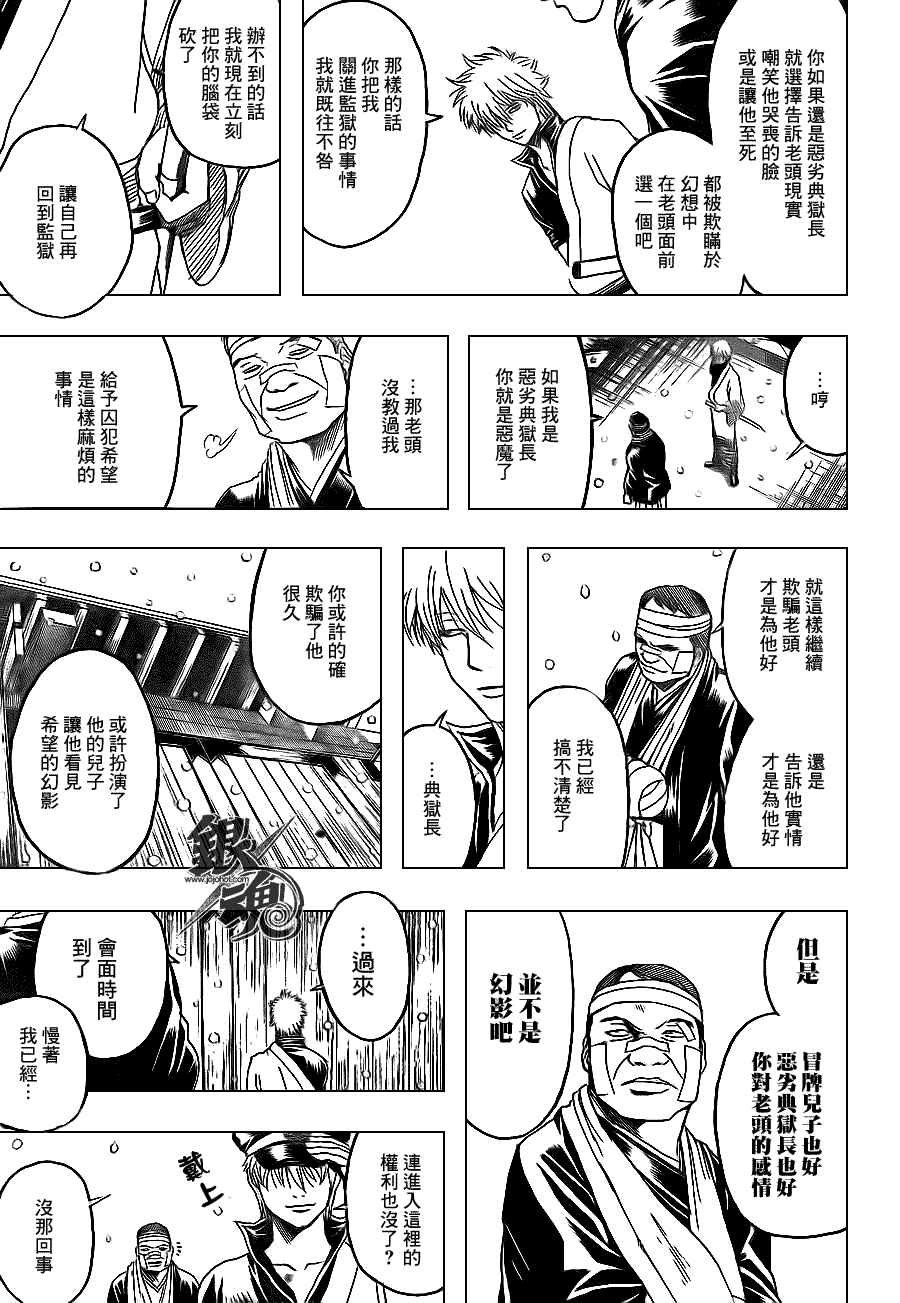 你如果還是惡劣典獄長
就選擇告訴老頭現實
嘲笑他哭喪的臉
或是讓他至死
都被欺瞞於
幻想中
在老頭面前
選一個吧
那樣的話
你把我
關進監獄的事情
我就既往不咎
辦不到的話
我就現在立刻
把你的腦袋
砍了
讓自己再
回到監獄
…哼
如果我是
惡劣典獄長
你就是惡魔了
…那老頭
沒教過我
給予囚犯希望
是這樣麻煩的
事情
就這樣繼續
欺騙老頭
才是為他好
還是
告訴他實情
才是為他好
我已經
搞不清楚了
…典獄長
你或許的確
欺騙了他
很久
或許扮演了
他的兒子
讓他看見
希望的幻影
銀魂
www.jojohot.com
但是
冒牌兒子也好
惡劣典獄長也好
你對老頭的感情
並不是
幻影吧
…過來
會面時間
到了
慢著
我已經…
連進入這裡的
權利也沒了?
戴上
沒那回事